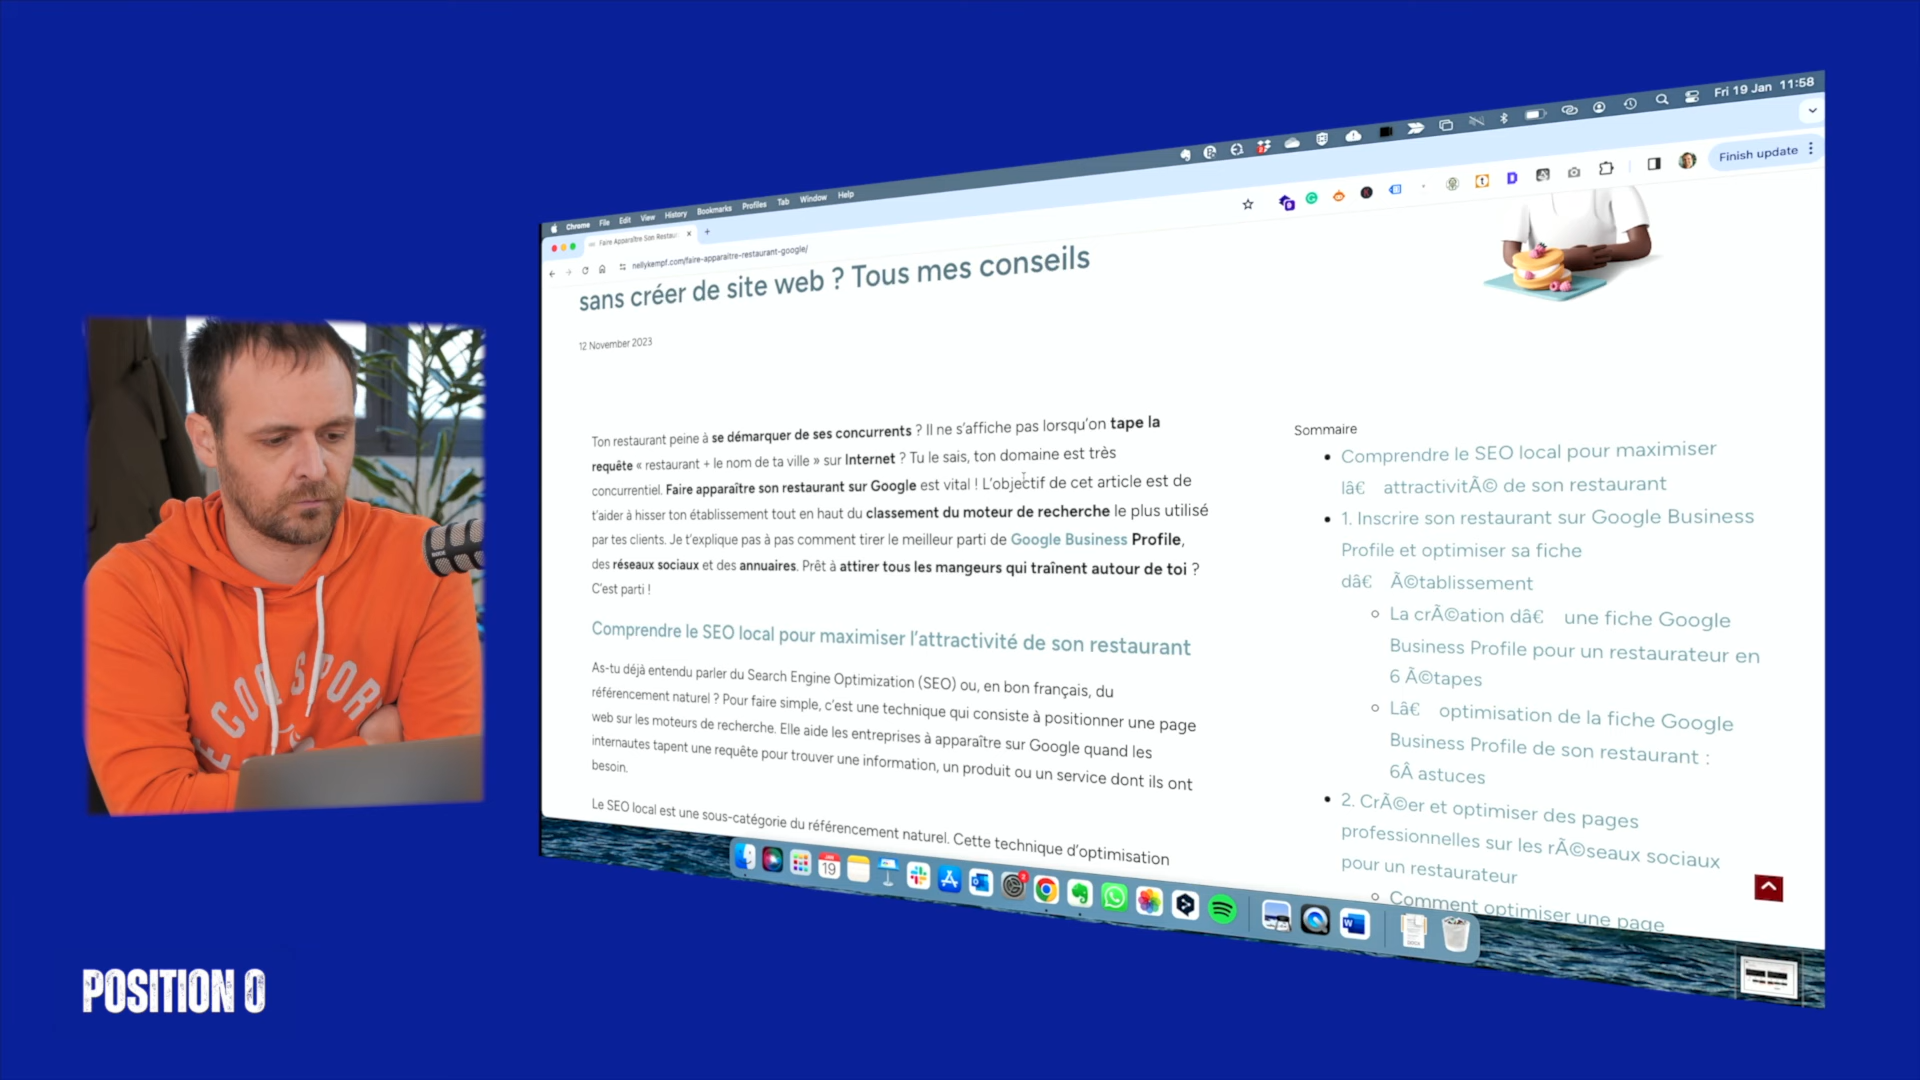 Fri 19 Jan 11:58
Chrome File Edit View History Bookmarks Profiles Tab Window Help
Faire Apparaître Son Restau
Finish update
nellykempf.com/faire-apparaitre-restaurant-google/
sans créer de site web ? Tous mes conseils
12 November 2023
Ton restaurant peine à se démarquer de ses concurrents ? Il ne s'affiche pas lorsqu'on tape la
requête « restaurant + le nom de ta ville » sur Internet ? Tu le sais, ton domaine est très
concurrentiel. Faire apparaître son restaurant sur Google est vital ! L'objectif de cet article est de
t'aider à hisser ton établissement tout en haut du classement du moteur de recherche le plus utilisé
par tes clients. Je t'explique pas à pas comment tirer le meilleur parti de Google Business Profile,
des réseaux sociaux et des annuaires. Prêt à attirer tous les mangeurs qui traînent autour de toi ?
C'est parti !
Comprendre le SEO local pour maximiser l'attractivité de son restaurant
As-tu déjà entendu parler du Search Engine Optimization (SEO) ou, en bon français, du
référencement naturel ? Pour faire simple, c'est une technique qui consiste à positionner une page
web sur les moteurs de recherche. Elle aide les entreprises à apparaître sur Google quand les
internautes tapent une requête pour trouver une information, un produit ou un service dont ils ont
besoin.
Le SEO local est une sous-catégorie du référencement naturel. Cette technique d'optimisation
Sommaire
Comprendre le SEO local pour maximiser
lâ€ attractivitÃ© de son restaurant
1. Inscrire son restaurant sur Google Business
Profile et optimiser sa fiche
dâ€ Ã©tablissement
La crÃ©ation dâ€ une fiche Google
Business Profile pour un restaurateur en
6 Ã©tapes
Lâ€ optimisation de la fiche Google
Business Profile de son restaurant :
6Â astuces
2. CrÃ©er et optimiser des pages
professionnelles sur les rÃ©seaux sociaux
pour un restaurateur
Comment optimiser une page
19
LE COQ SPOR
POSITION 0